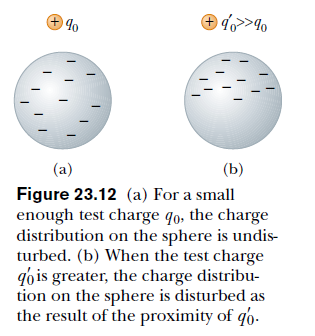 + q₀
+ q′₀>>q₀
(a)
(b)
Figure 23.12 (a) For a small
enough test charge q₀, the charge
distribution on the sphere is undis-
turbed. (b) When the test charge
q′₀ is greater, the charge distribu-
tion on the sphere is disturbed as
the result of the proximity of q′₀.